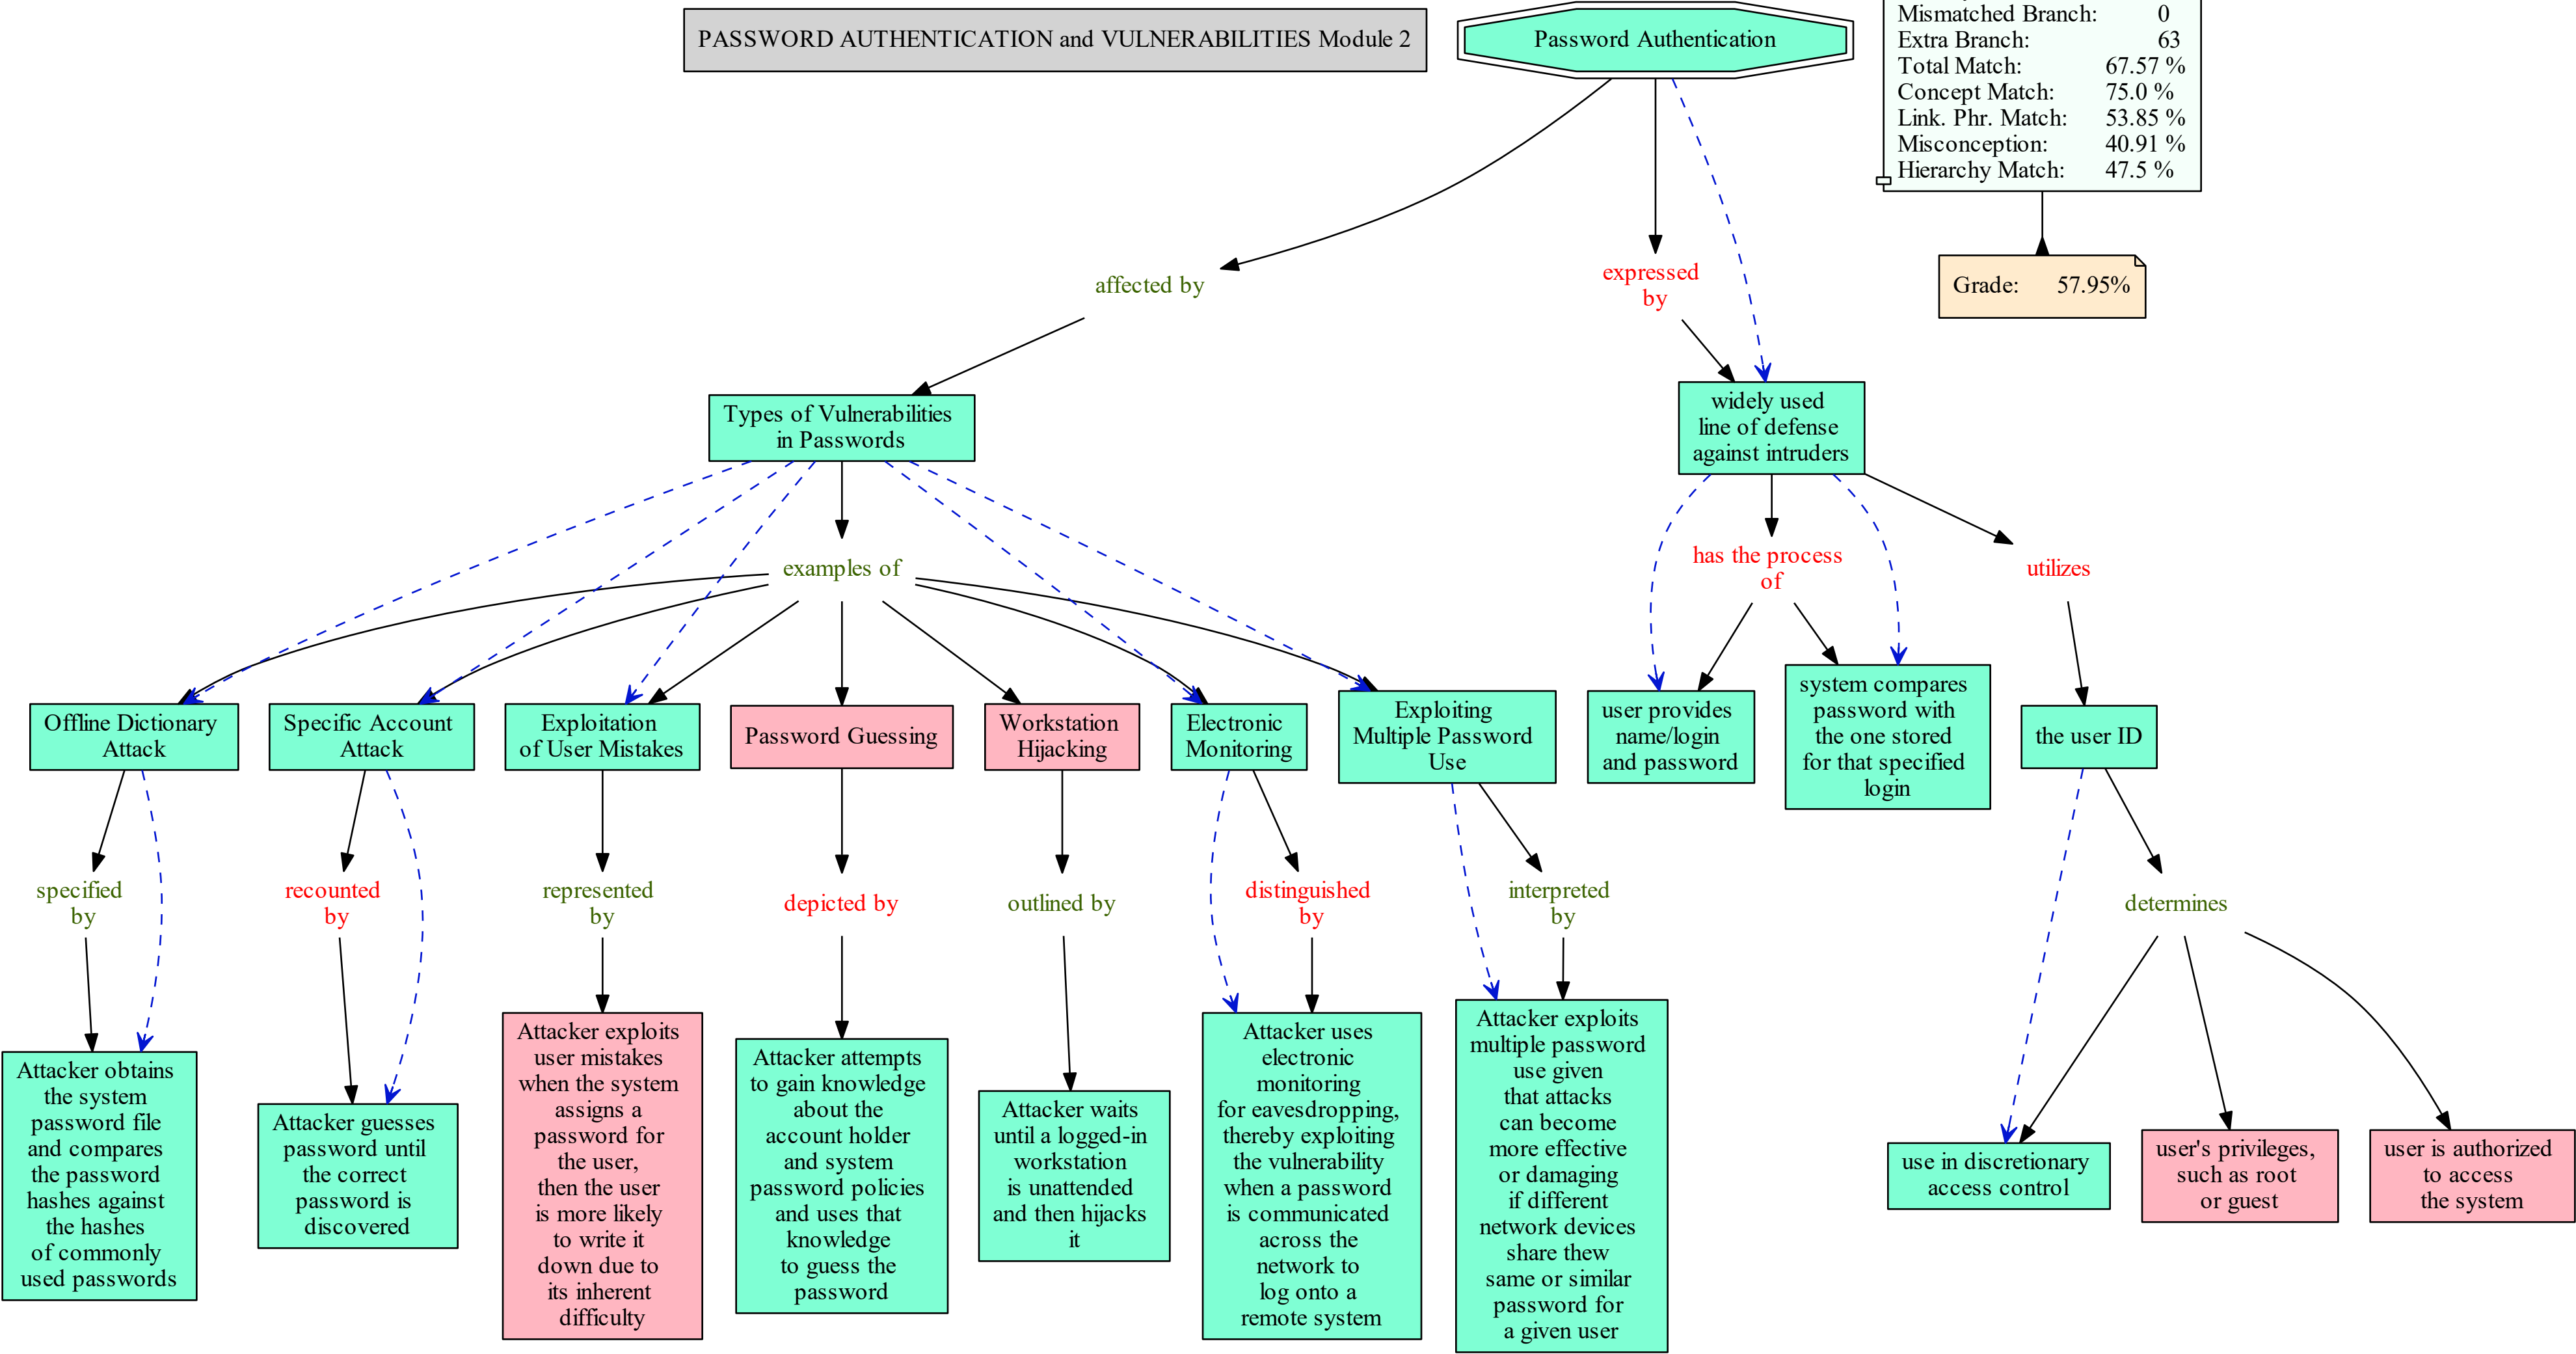 PASSWORD AUTHENTICATION and VULNERABILITIES Module 2
Password Authentication
Mismatched Branch: 0
Extra Branch: 63
Total Match: 67.57 %
Concept Match: 75.0 %
Link. Phr. Match: 53.85 %
Misconception: 40.91 %
Hierarchy Match: 47.5 %
Grade: 57.95%
affected by
expressed
by
Types of Vulnerabilities
in Passwords
widely used
line of defense
against intruders
examples of
has the process
of
utilizes
Offline Dictionary
Attack
Specific Account
Attack
Exploitation
of User Mistakes
Password Guessing
Workstation
Hijacking
Electronic
Monitoring
Exploiting
Multiple Password
Use
user provides
name/login
and password
system compares
password with
the one stored
for that specified
login
the user ID
specified
by
recounted
by
represented
by
depicted by
outlined by
distinguished
by
interpreted
by
determines
Attacker obtains
the system
password file
and compares
the password
hashes against
the hashes
of commonly
used passwords
Attacker guesses
password until
the correct
password is
discovered
Attacker exploits
user mistakes
when the system
assigns a
password for
the user,
then the user
is more likely
to write it
down due to
its inherent
difficulty
Attacker attempts
to gain knowledge
about the
account holder
and system
password policies
and uses that
knowledge
to guess the
password
Attacker waits
until a logged-in
workstation
is unattended
and then hijacks
it
Attacker uses
electronic
monitoring
for eavesdropping,
thereby exploiting
the vulnerability
when a password
is communicated
across the
network to
log onto a
remote system
Attacker exploits
multiple password
use given
that attacks
can become
more effective
or damaging
if different
network devices
share thew
same or similar
password for
a given user
use in discretionary
access control
user's privileges,
such as root
or guest
user is authorized
to access
the system